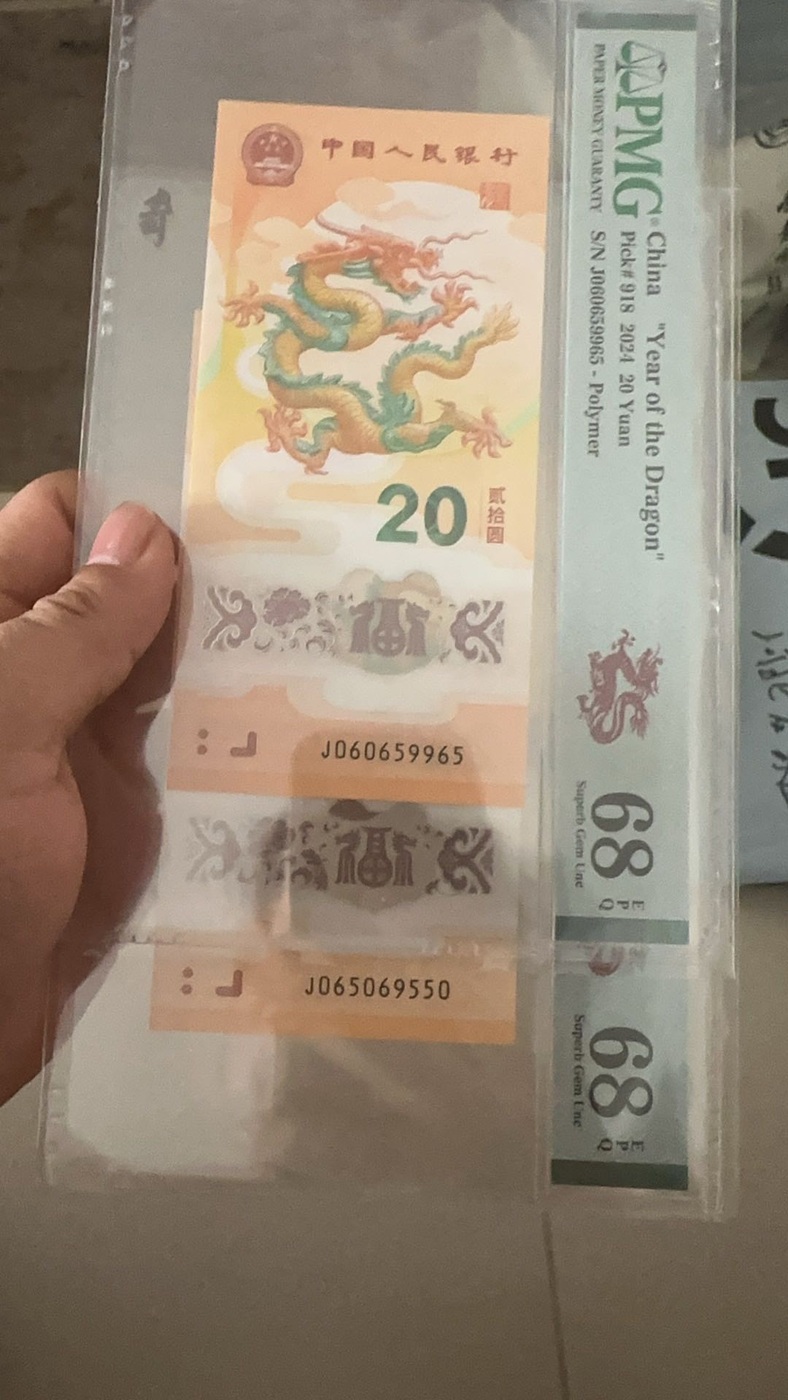 中国人民银行
20
贰拾圆
J060659965
J065069550
PMG®
PAPER MONEY GUARANTY
China "Year of the Dragon"
Pick# 918 2024 20 Yuan
S/N J060659965 - Polymer
68
EPQ
Superb Gem Unc
68
EPQ
Superb Gem Unc